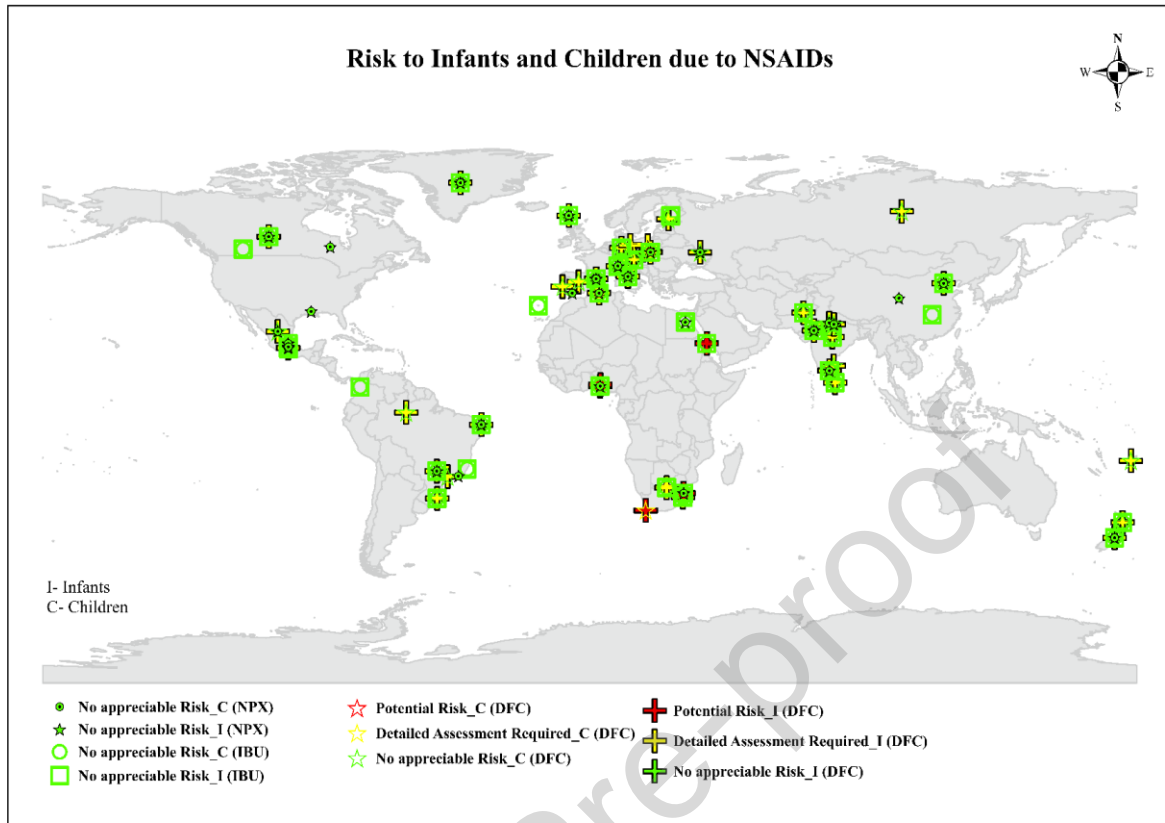 Risk to Infants and Children due to NSAIDs
N
W E
S
I- Infants
C- Children
No appreciable Risk_C (NPX)
No appreciable Risk_I (NPX)
No appreciable Risk_C (IBU)
No appreciable Risk_I (IBU)
Potential Risk_C (DFC)
Detailed Assessment Required_C (DFC)
No appreciable Risk_C (DFC)
Potential Risk_I (DFC)
Detailed Assessment Required_I (DFC)
No appreciable Risk_I (DFC)
re-proof